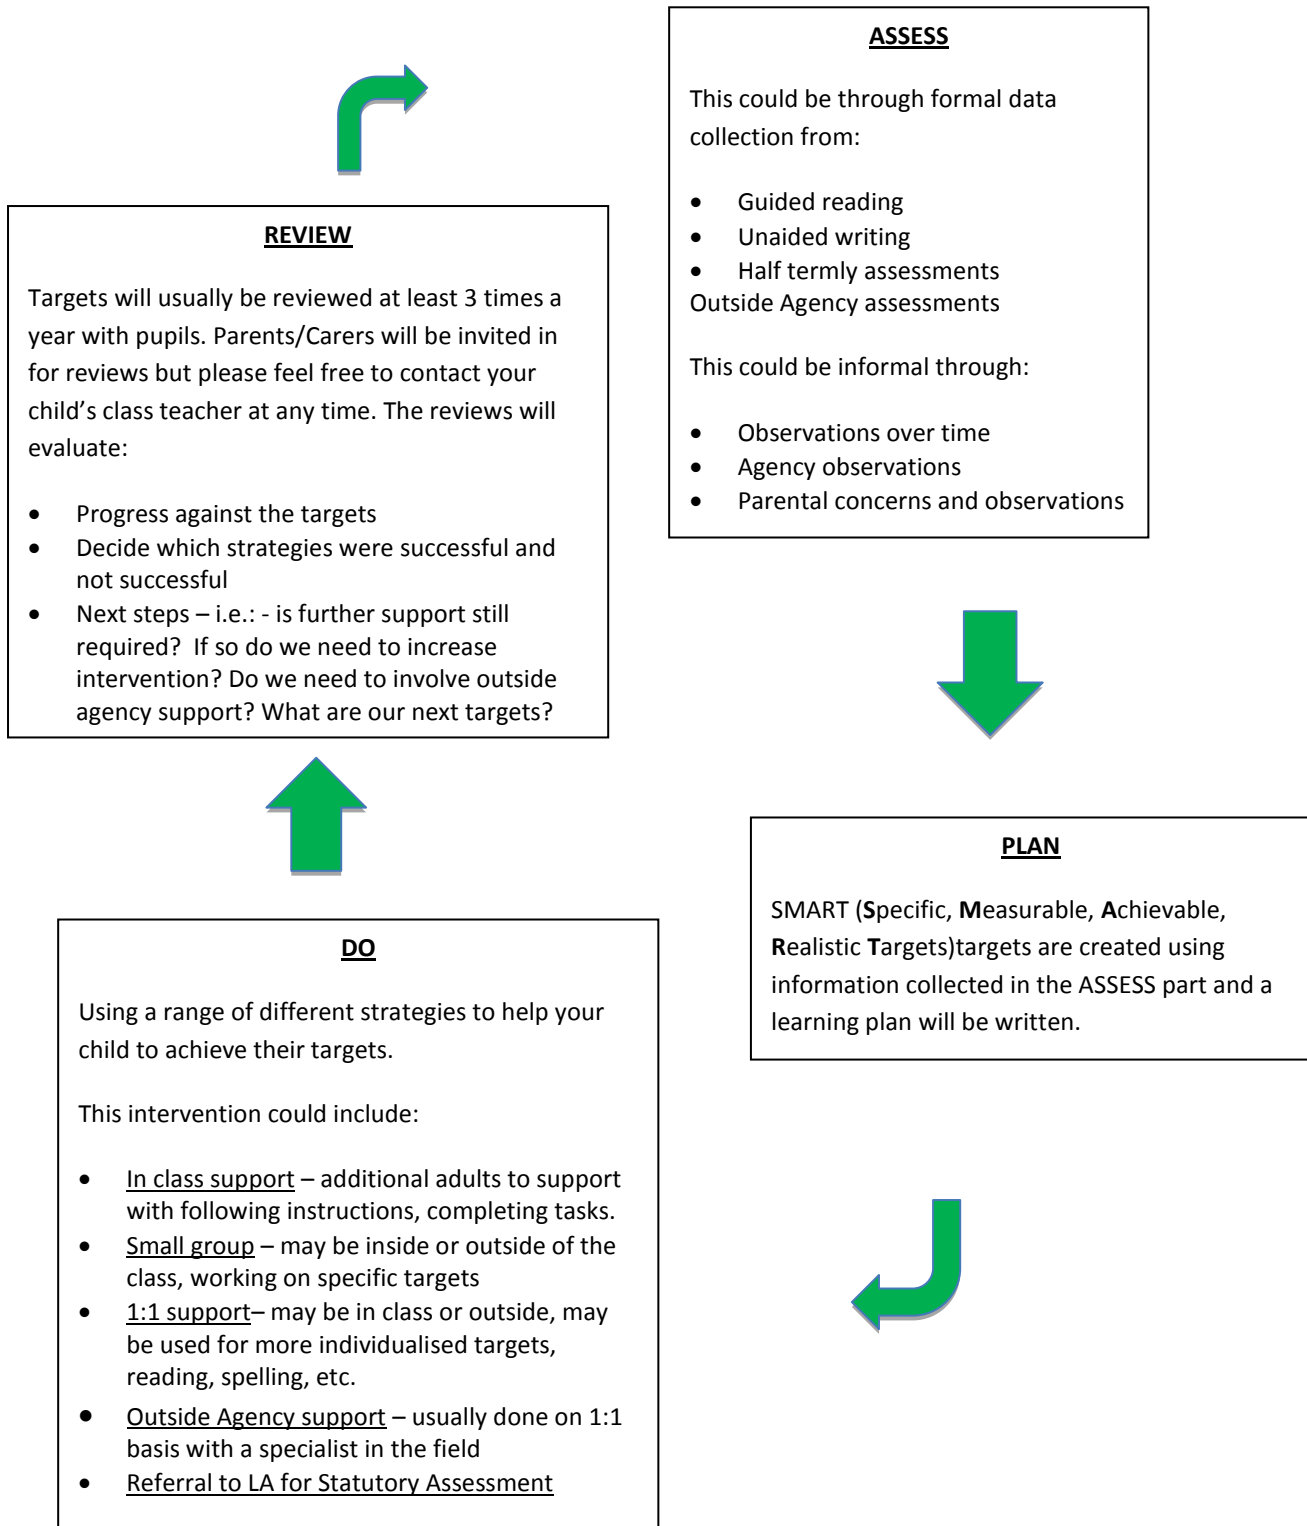 ASSESS
This could be through formal data
collection from:
• Guided reading
• Unaided writing
• Half termly assessments
Outside Agency assessments
This could be informal through:
• Observations over time
• Agency observations
• Parental concerns and observations
REVIEW
Targets will usually be reviewed at least 3 times a
year with pupils. Parents/Carers will be invited in
for reviews but please feel free to contact your
child’s class teacher at any time. The reviews will
evaluate:
• Progress against the targets
• Decide which strategies were successful and
not successful
• Next steps – i.e.: - is further support still
required?  If so do we need to increase
intervention? Do we need to involve outside
agency support? What are our next targets?
PLAN
SMART (Specific, Measurable, Achievable,
Realistic Targets)targets are created using
information collected in the ASSESS part and a
learning plan will be written.
DO
Using a range of different strategies to help your
child to achieve their targets.
This intervention could include:
• In class support – additional adults to support
with following instructions, completing tasks.
• Small group – may be inside or outside of the
class, working on specific targets
• 1:1 support– may be in class or outside, may
be used for more individualised targets,
reading, spelling, etc.
• Outside Agency support – usually done on 1:1
basis with a specialist in the field
• Referral to LA for Statutory Assessment